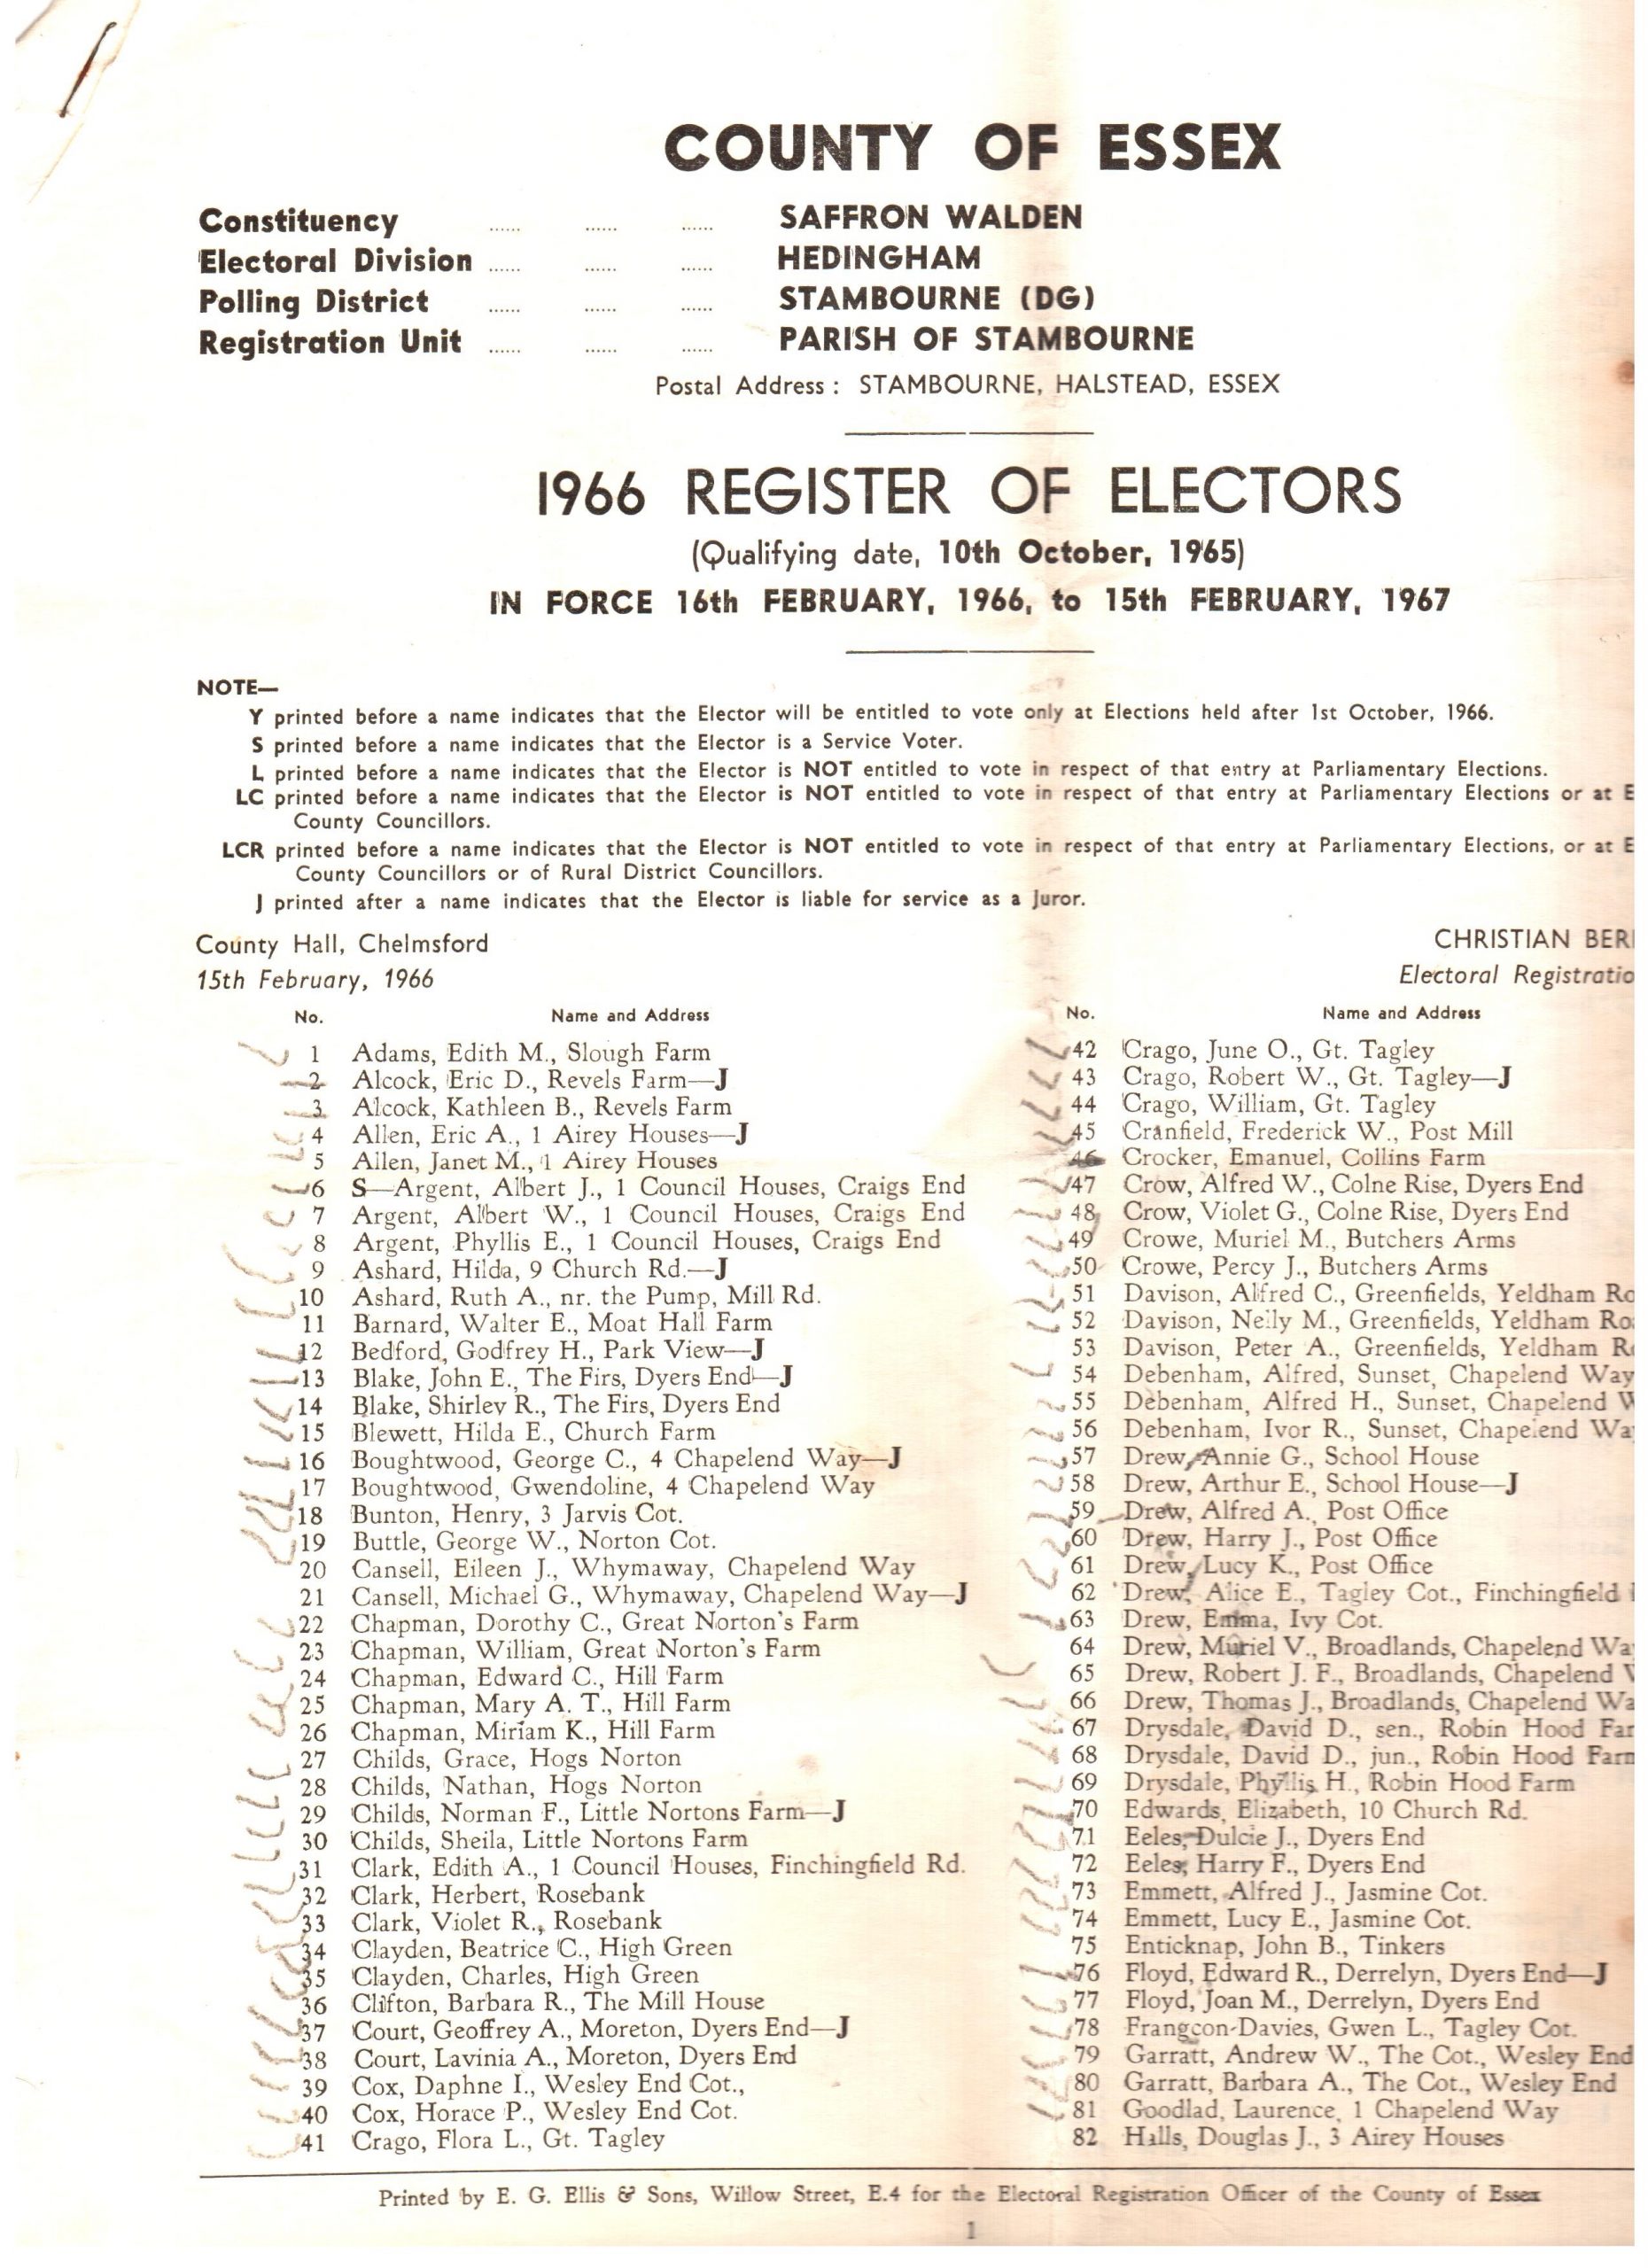 COUNTY OF ESSEX
Constituency ...... ...... ...... SAFFRON WALDEN
Electoral Division ...... ...... ...... HEDINGHAM
Polling District ...... ...... ...... STAMBOURNE (DG)
Registration Unit ...... ...... ...... PARISH OF STAMBOURNE
Postal Address : STAMBOURNE, HALSTEAD, ESSEX
1966 REGISTER OF ELECTORS
(Qualifying date, 10th October, 1965)
IN FORCE 16th FEBRUARY, 1966, to 15th FEBRUARY, 1967
NOTE—
Y printed before a name indicates that the Elector will be entitled to vote only at Elections held after 1st October, 1966.
S printed before a name indicates that the Elector is a Service Voter.
L printed before a name indicates that the Elector is NOT entitled to vote in respect of that entry at Parliamentary Elections.
LC printed before a name indicates that the Elector is NOT entitled to vote in respect of that entry at Parliamentary Elections or at E
County Councillors.
LCR printed before a name indicates that the Elector is NOT entitled to vote in respect of that entry at Parliamentary Elections, or at E
County Councillors or of Rural District Councillors.
J printed after a name indicates that the Elector is liable for service as a Juror.
County Hall, Chelmsford
15th February, 1966
CHRISTIAN BER
Electoral Registratio
No. Name and Address
1 Adams, Edith M., Slough Farm
2 Alcock, Eric D., Revels Farm—J
3 Alcock, Kathleen B., Revels Farm
4 Allen, Eric A., 1 Airey Houses—J
5 Allen, Janet M., 1 Airey Houses
6 S—Argent, Albert J., 1 Council Houses, Craigs End
7 Argent, Albert W., 1 Council Houses, Craigs End
8 Argent, Phyllis E., 1 Council Houses, Craigs End
9 Ashard, Hilda, 9 Church Rd.—J
10 Ashard, Ruth A., nr. the Pump, Mill Rd.
11 Barnard, Walter E., Moat Hall Farm
12 Bedford, Godfrey H., Park View—J
13 Blake, John E., The Firs, Dyers End—J
14 Blake, Shirley R., The Firs, Dyers End
15 Blewett, Hilda E., Church Farm
16 Boughtwood, George C., 4 Chapelend Way—J
17 Boughtwood, Gwendoline, 4 Chapelend Way
18 Bunton, Henry, 3 Jarvis Cot.
19 Buttle, George W., Norton Cot.
20 Cansell, Eileen J., Whymaway, Chapelend Way
21 Cansell, Michael G., Whymaway, Chapelend Way—J
22 Chapman, Dorothy C., Great Norton's Farm
23 Chapman, William, Great Norton's Farm
24 Chapman, Edward C., Hill Farm
25 Chapman, Mary A. T., Hill Farm
26 Chapman, Miriam K., Hill Farm
27 Childs, Grace, Hogs Norton
28 Childs, Nathan, Hogs Norton
29 Childs, Norman F., Little Nortons Farm—J
30 Childs, Sheila, Little Nortons Farm
31 Clark, Edith A., 1 Council Houses, Finchingfield Rd.
32 Clark, Herbert, Rosebank
33 Clark, Violet R., Rosebank
34 Clayden, Beatrice C., High Green
35 Clayden, Charles, High Green
36 Clifton, Barbara R., The Mill House
37 Court, Geoffrey A., Moreton, Dyers End—J
38 Court, Lavinia A., Moreton, Dyers End
39 Cox, Daphne I., Wesley End Cot.,
40 Cox, Horace P., Wesley End Cot.
41 Crago, Flora L., Gt. Tagley
No. Name and Address
42 Crago, June O., Gt. Tagley
43 Crago, Robert W., Gt. Tagley—J
44 Crago, William, Gt. Tagley
45 Cranfield, Frederick W., Post Mill
46 Crocker, Emanuel, Collins Farm
47 Crow, Alfred W., Colne Rise, Dyers End
48 Crow, Violet G., Colne Rise, Dyers End
49 Crowe, Muriel M., Butchers Arms
50 Crowe, Percy J., Butchers Arms
51 Davison, Alfred C., Greenfields, Yeldham Ro
52 Davison, Neily M., Greenfields, Yeldham Ro
53 Davison, Peter A., Greenfields, Yeldham R
54 Debenham, Alfred, Sunset, Chapelend Way
55 Debenham, Alfred H., Sunset, Chapelend W
56 Debenham, Ivor R., Sunset, Chapelend Wa
57 Drew, Annie G., School House
58 Drew, Arthur E., School House—J
59 Drew, Alfred A., Post Office
60 Drew, Harry J., Post Office
61 Drew, Lucy K., Post Office
62 Drew, Alice E., Tagley Cot., Finchingfield
63 Drew, Emma, Ivy Cot.
64 Drew, Muriel V., Broadlands, Chapelend Wa
65 Drew, Robert J. F., Broadlands, Chapelend
66 Drew, Thomas J., Broadlands, Chapelend Wa
67 Drysdale, David D., sen., Robin Hood Far
68 Drysdale, David D., jun., Robin Hood Farm
69 Drysdale, Phyllis H., Robin Hood Farm
70 Edwards, Elizabeth, 10 Church Rd.
71 Eeles, Dulcie J., Dyers End
72 Eeles, Harry F., Dyers End
73 Emmett, Alfred J., Jasmine Cot.
74 Emmett, Lucy E., Jasmine Cot.
75 Enticknap, John B., Tinkers
76 Floyd, Edward R., Derrelyn, Dyers End—J
77 Floyd, Joan M., Derrelyn, Dyers End
78 Frangcon-Davies, Gwen L., Tagley Cot.
79 Garratt, Andrew W., The Cot., Wesley End
80 Garratt, Barbara A., The Cot., Wesley End
81 Goodlad, Laurence, 1 Chapelend Way
82 Halls, Douglas J., 3 Airey Houses
Printed by E. G. Ellis & Sons, Willow Street, E.4 for the Electoral Registration Officer of the County of Essex
1